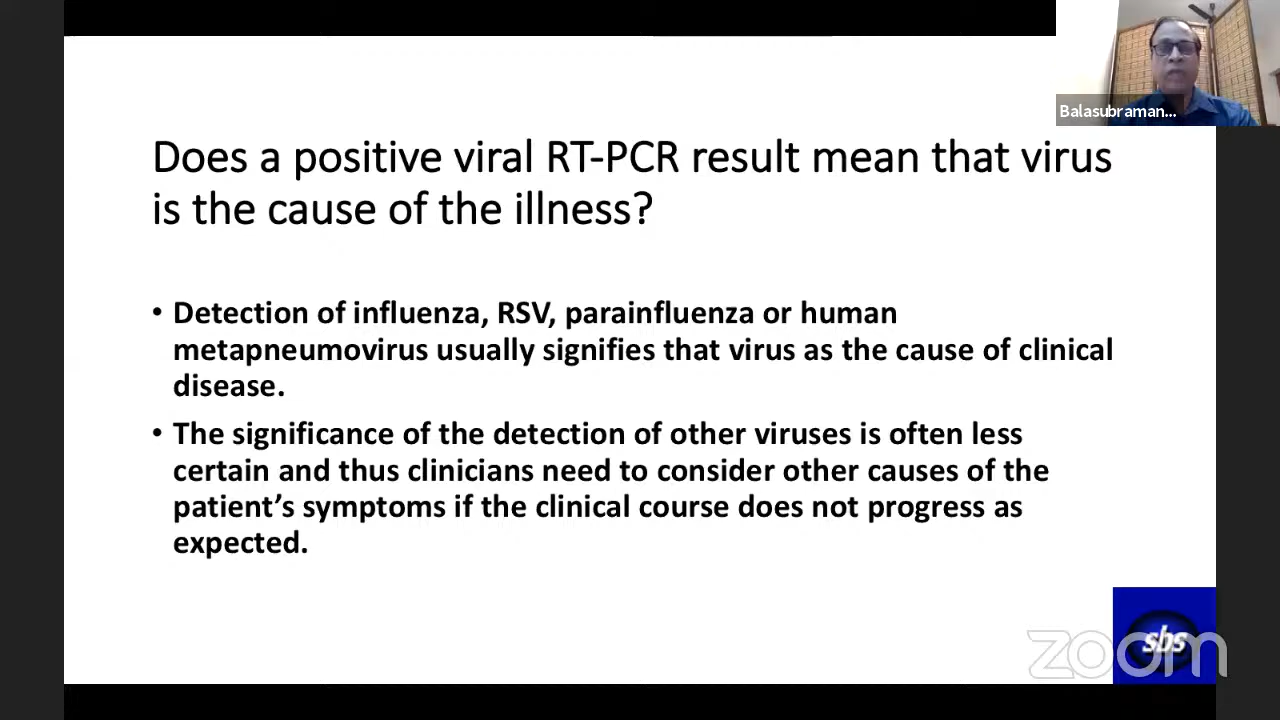 Balasubraman...
Does a positive viral RT-PCR result mean that virus
is the cause of the illness?
• Detection of influenza, RSV, parainfluenza or human
metapneumovirus usually signifies that virus as the cause of clinical
disease.
• The significance of the detection of other viruses is often less
certain and thus clinicians need to consider other causes of the
patient's symptoms if the clinical course does not progress as
expected.
sbs
zoom